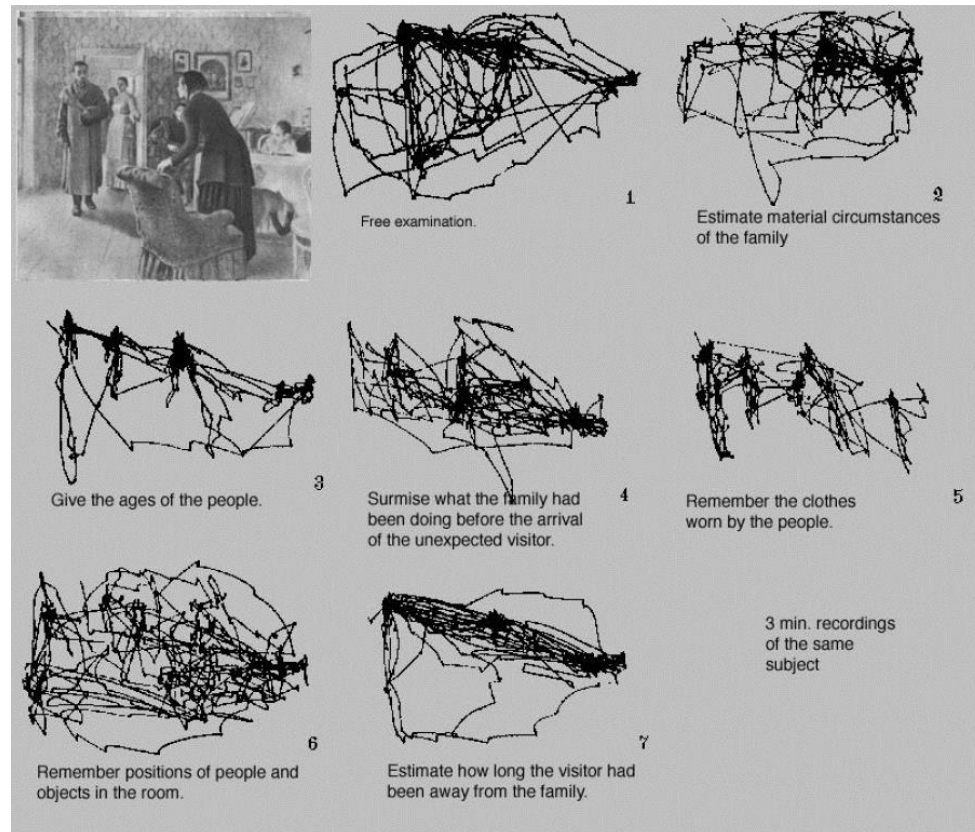 1
Free examination.
2
Estimate material circumstances
of the family
3
Give the ages of the people.
4
Surmise what the family had
been doing before the arrival
of the unexpected visitor.
5
Remember the clothes
worn by the people.
6
Remember positions of people and
objects in the room.
7
Estimate how long the visitor had
been away from the family.
3 min. recordings
of the same
subject